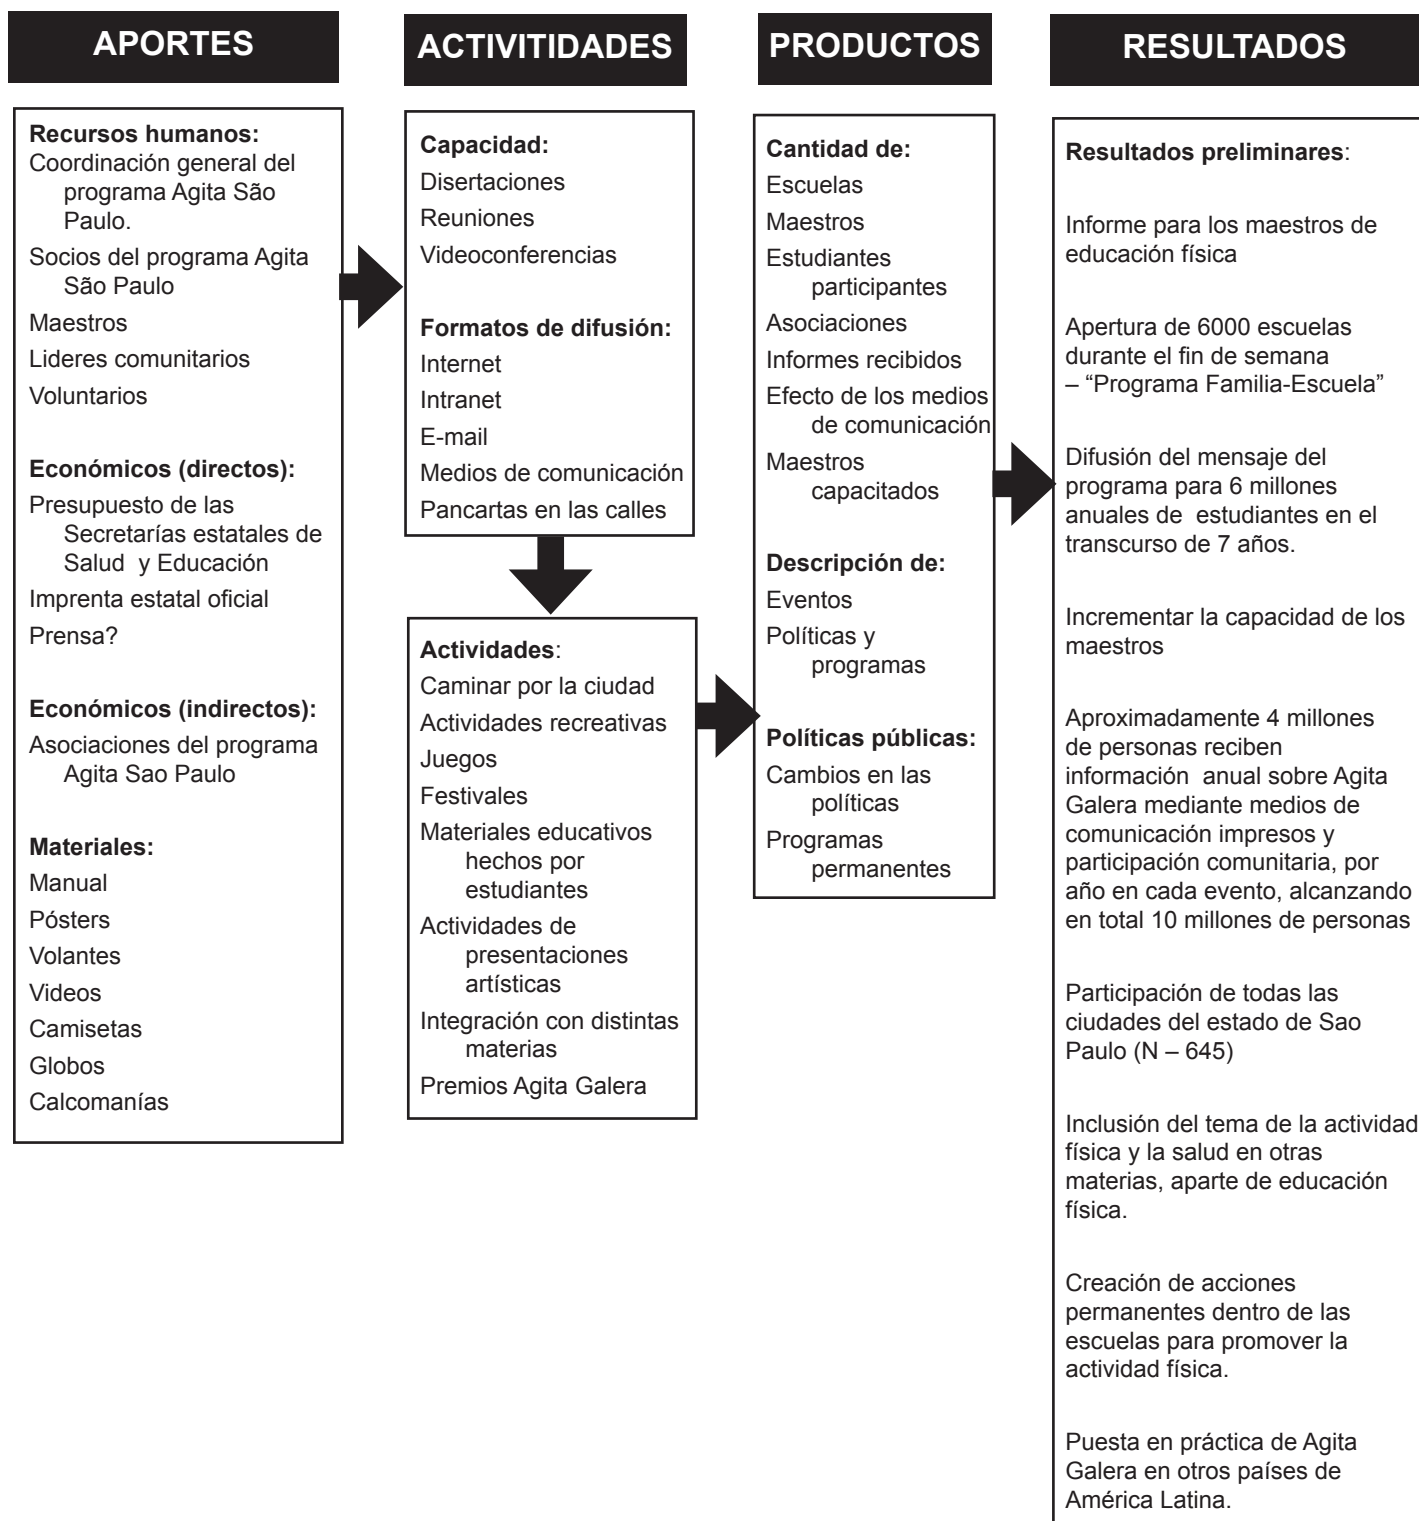 APORTES
Recursos humanos:
Coordinación general del
programa Agita São
Paulo.
Socios del programa Agita
São Paulo
Maestros
Lideres comunitarios
Voluntarios
Económicos (directos):
Presupuesto de las
Secretarías estatales de
Salud y Educación
Imprenta estatal oficial
Prensa?
Económicos (indirectos):
Asociaciones del programa
Agita Sao Paulo
Materiales:
Manual
Pósters
Volantes
Videos
Camisetas
Globos
Calcomanías
ACTIVITIDADES
Capacidad:
Disertaciones
Reuniones
Videoconferencias
Formatos de difusión:
Internet
Intranet
E-mail
Medios de comunicación
Pancartas en las calles
Actividades:
Caminar por la ciudad
Actividades recreativas
Juegos
Festivales
Materiales educativos
hechos por
estudiantes
Actividades de
presentaciones
artísticas
Integración con distintas
materias
Premios Agita Galera
PRODUCTOS
Cantidad de:
Escuelas
Maestros
Estudiantes
participantes
Asociaciones
Informes recibidos
Efecto de los medios
de comunicación
Maestros
capacitados
Descripción de:
Eventos
Políticas y
programas
Políticas públicas:
Cambios en las
políticas
Programas
permanentes
RESULTADOS
Resultados preliminares:
Informe para los maestros de
educación física
Apertura de 6000 escuelas
durante el fin de semana
– “Programa Familia-Escuela”
Difusión del mensaje del
programa para 6 millones
anuales de estudiantes en el
transcurso de 7 años.
Incrementar la capacidad de los
maestros
Aproximadamente 4 millones
de personas reciben
información anual sobre Agita
Galera mediante medios de
comunicación impresos y
participación comunitaria, por
año en cada evento, alcanzando
en total 10 millones de personas
Participación de todas las
ciudades del estado de Sao
Paulo (N – 645)
Inclusión del tema de la actividad
física y la salud en otras
materias, aparte de educación
física.
Creación de acciones
permanentes dentro de las
escuelas para promover la
actividad física.
Puesta en práctica de Agita
Galera en otros países de
América Latina.